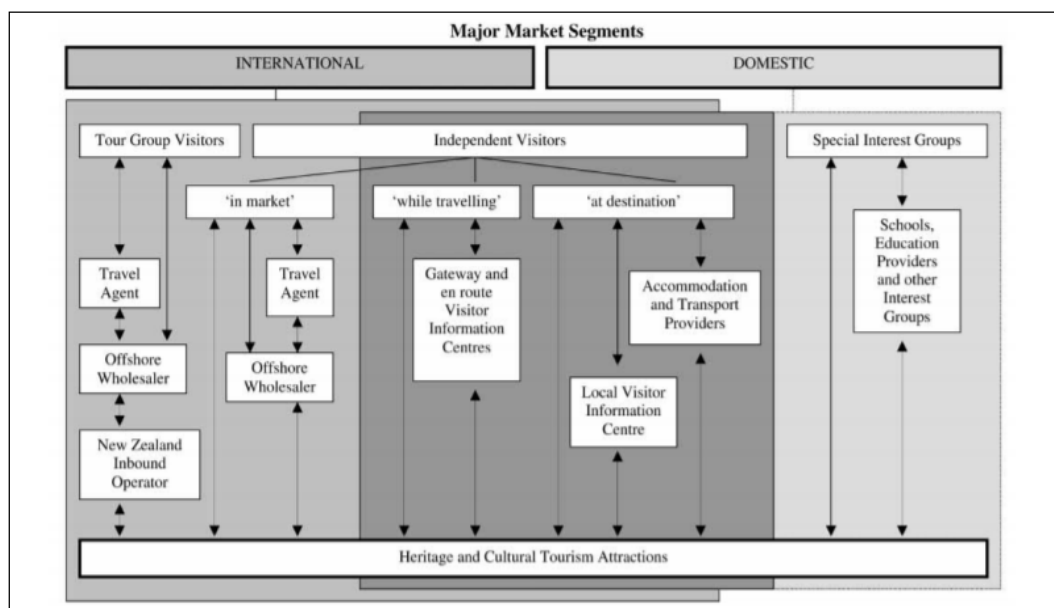 Major Market Segments
INTERNATIONAL
DOMESTIC
Tour Group Visitors
Independent Visitors
Special Interest Groups
‘in market’
‘while travelling’
‘at destination’
Schools,
Education
Providers
and other
Interest
Groups
Travel
Agent
Travel
Agent
Gateway and
en route
Visitor
Information
Centres
Accommodation
and Transport
Providers
Offshore
Wholesaler
Offshore
Wholesaler
Local Visitor
Information
Centre
New Zealand
Inbound
Operator
Heritage and Cultural Tourism Attractions